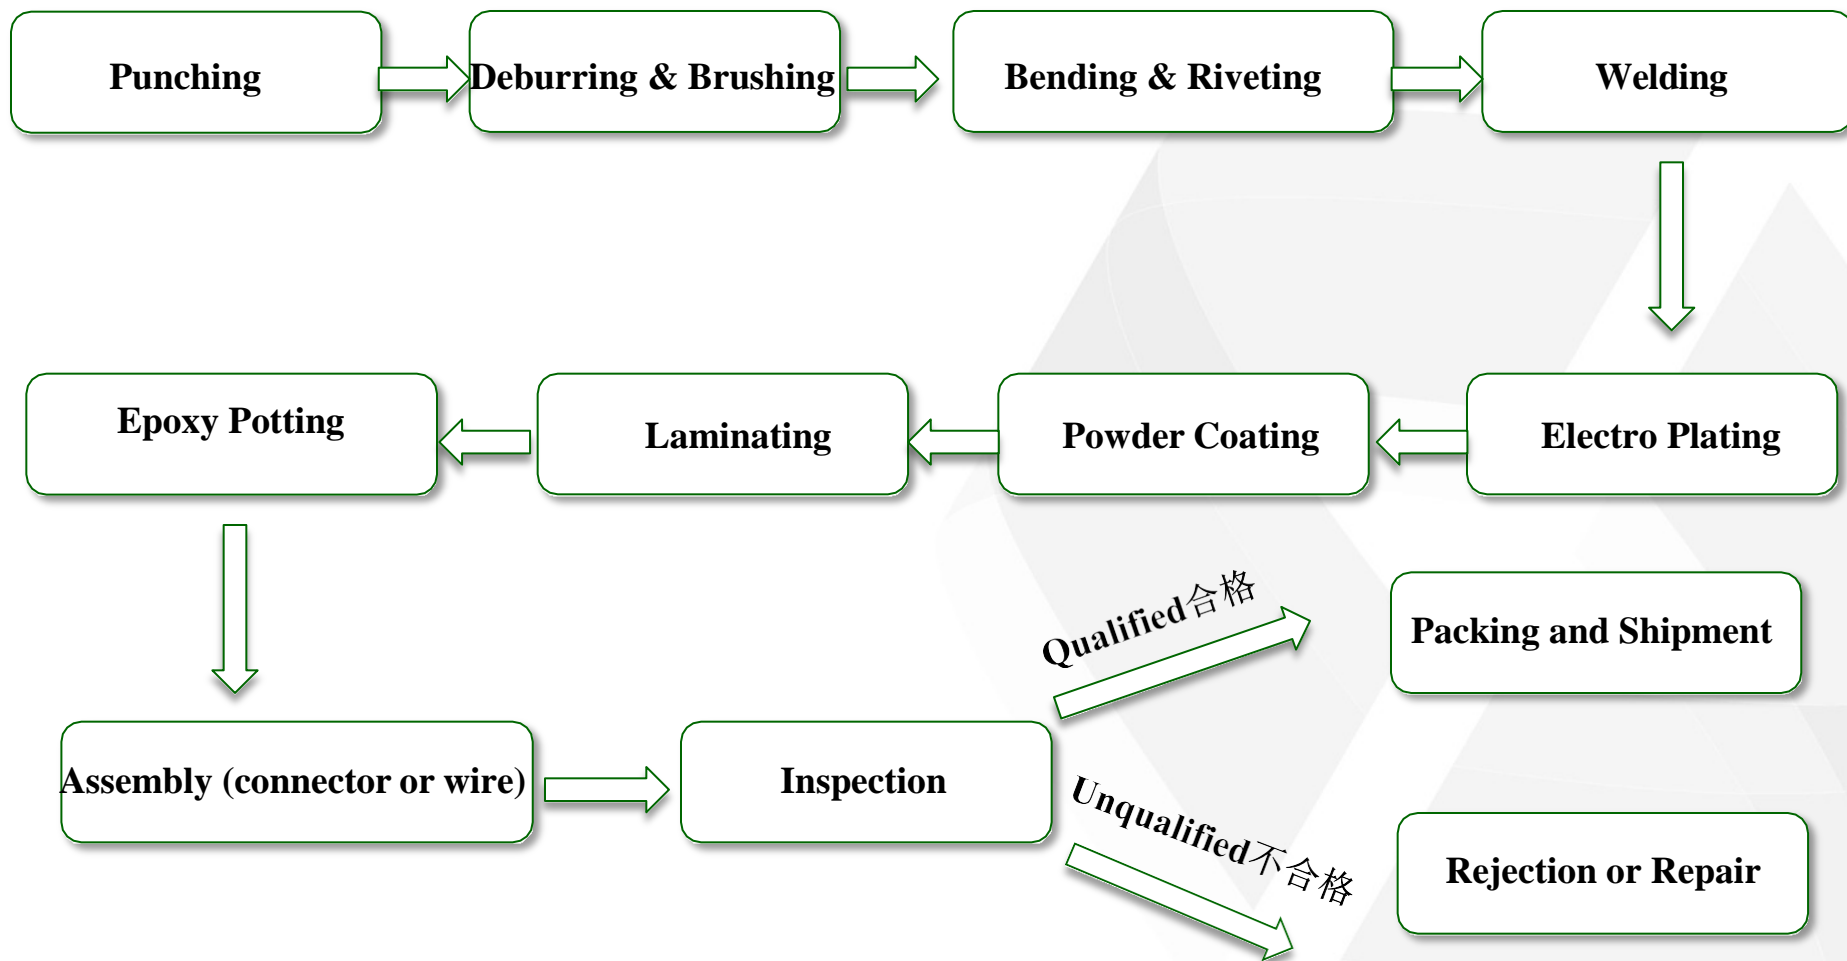 Punching
Deburring & Brushing
Bending & Riveting
Welding
Electro Plating
Powder Coating
Laminating
Epoxy Potting
Assembly (connector or wire)
Inspection
Qualified合格
Packing and Shipment
Unqualified不合格
Rejection or Repair